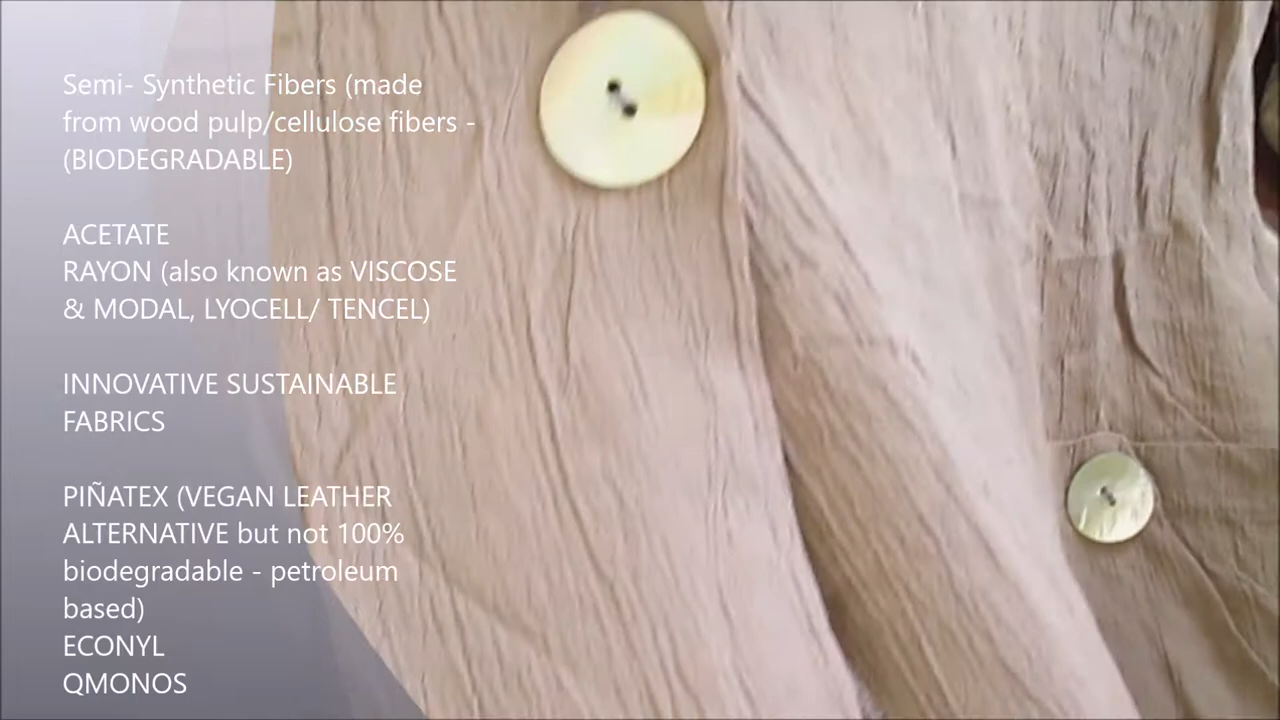 Semi- Synthetic Fibers (made
from wood pulp/cellulose fibers -
(BIODEGRADABLE)
ACETATE
RAYON (also known as VISCOSE
& MODAL, LYOCELL/ TENCEL)
INNOVATIVE SUSTAINABLE
FABRICS
PIÑATEX (VEGAN LEATHER
ALTERNATIVE but not 100%
biodegradable - petroleum
based)
ECONYL
QMONOS